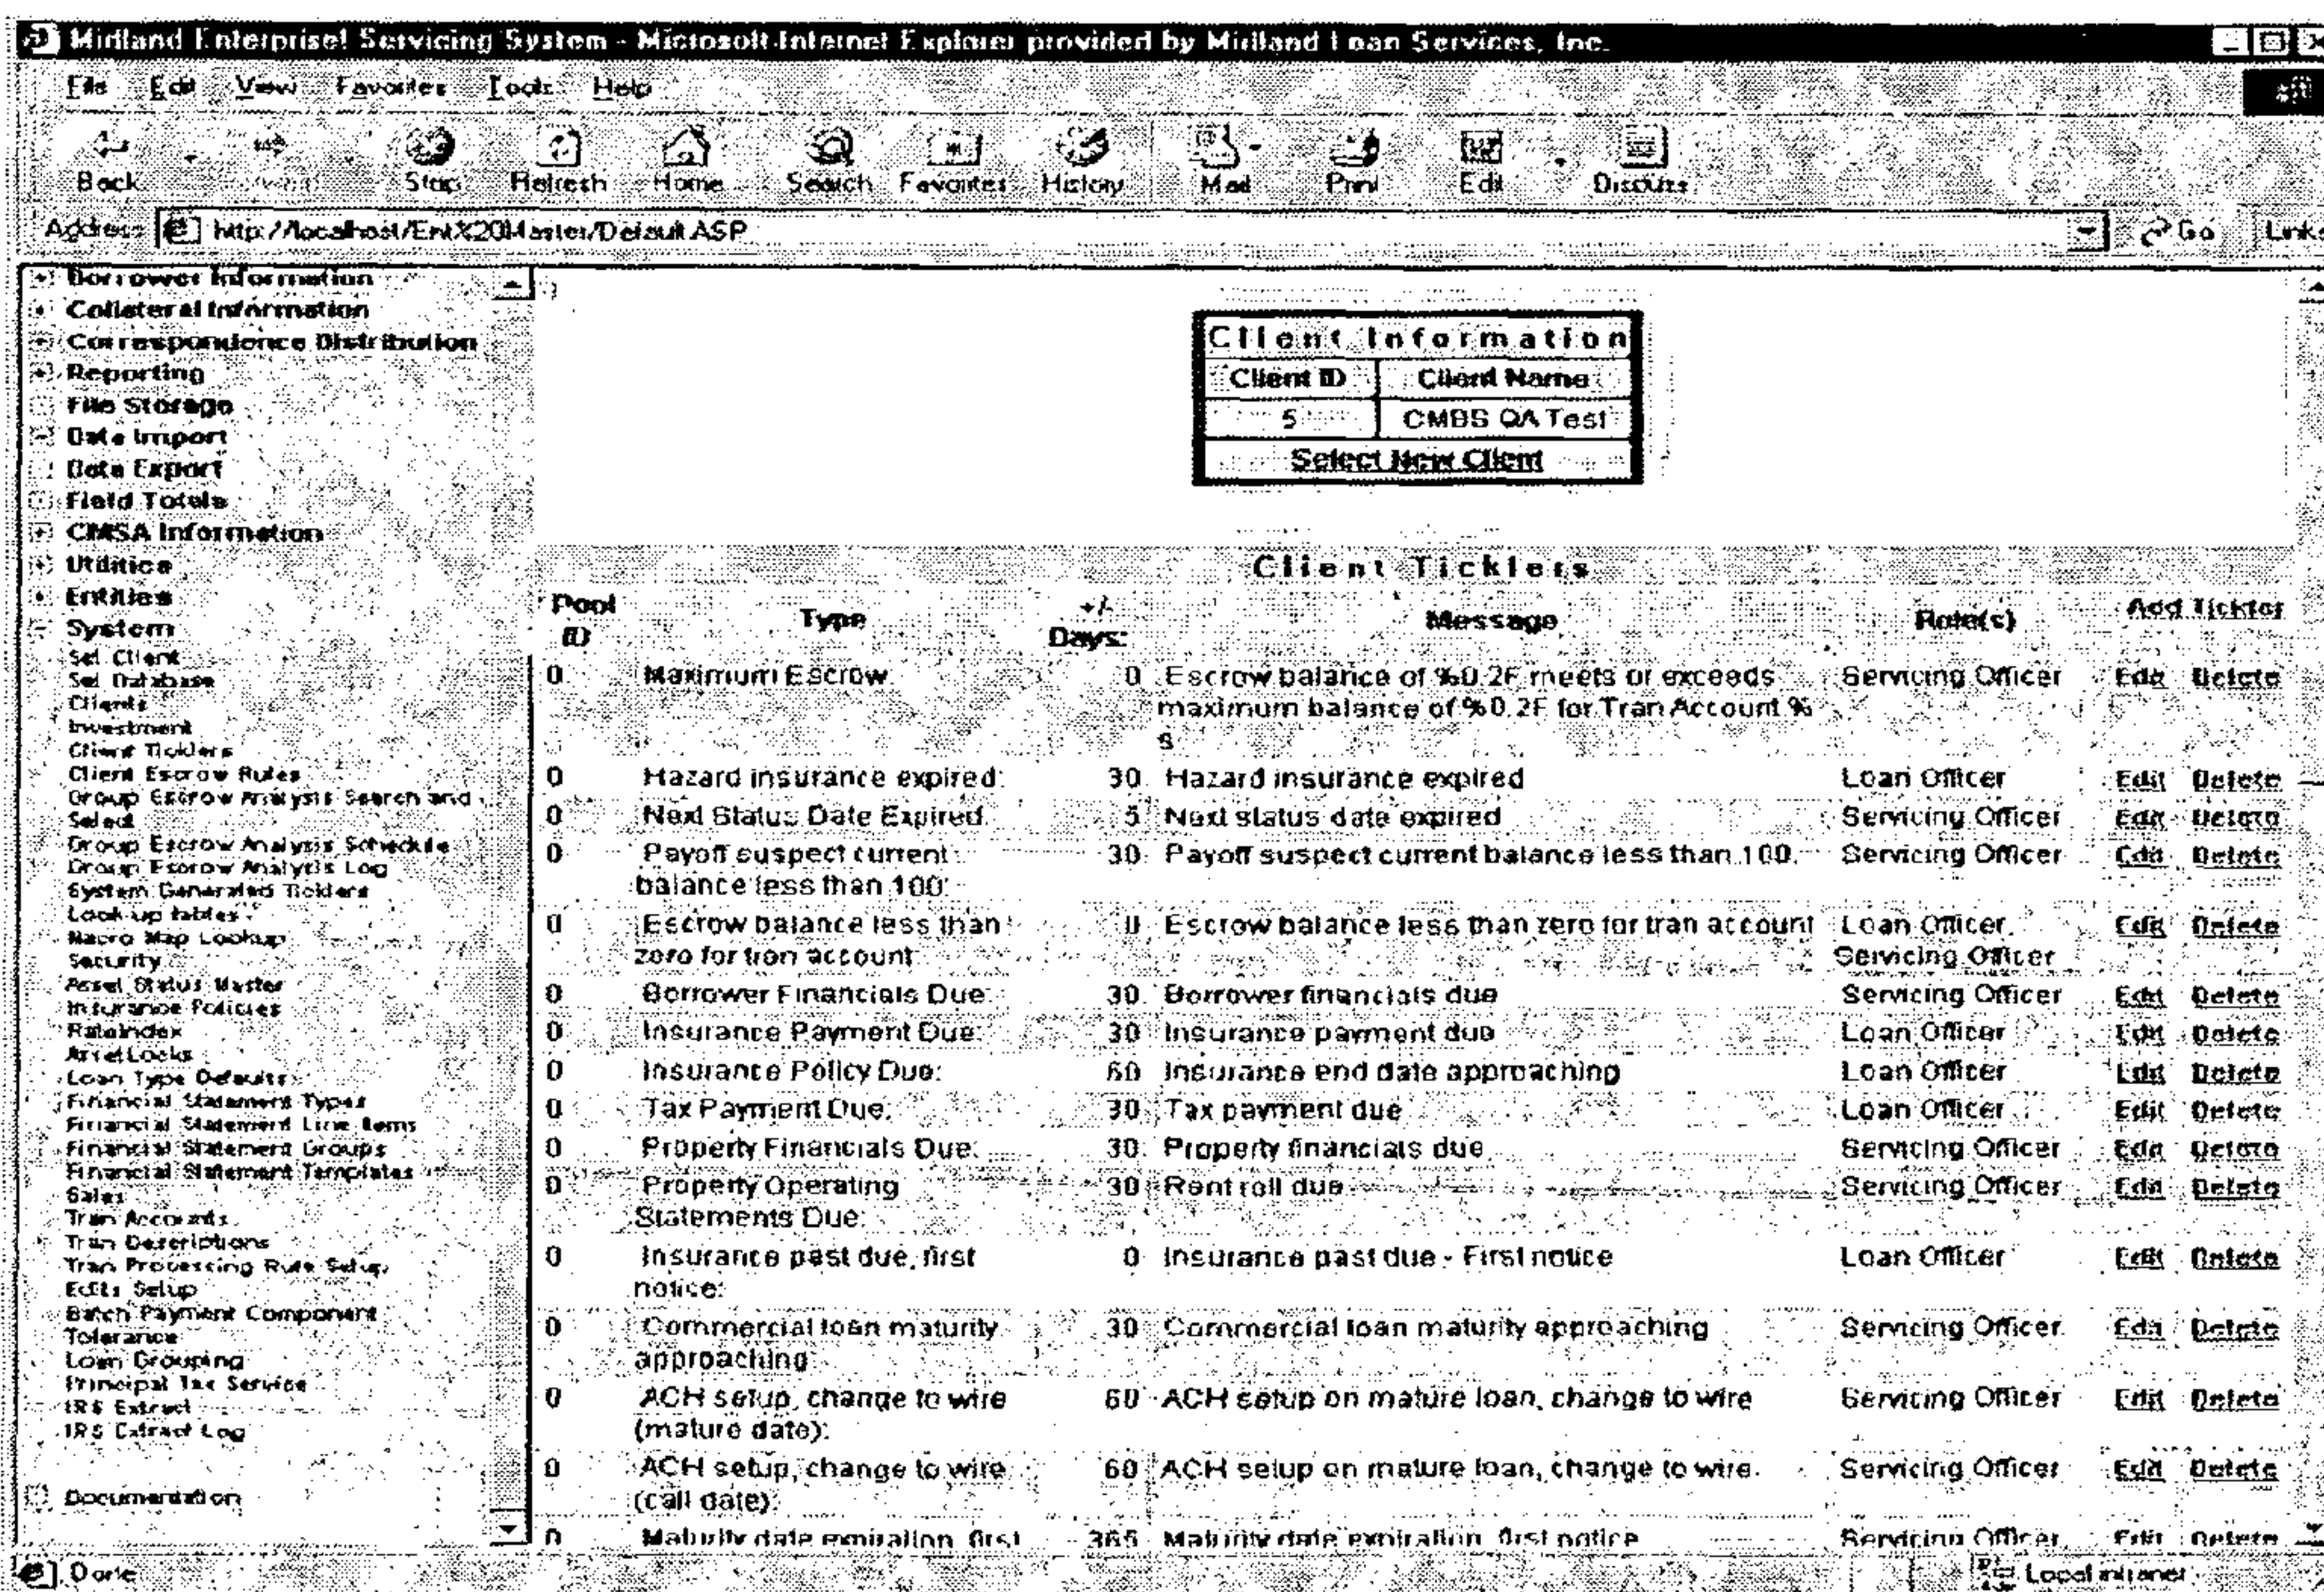 Midland Enterprise! Servicing System - Microsoft Internet Explorer provided by Midland Loan Services, Inc.
File Edit View Favorites Tools Help
Back Stop Refresh Home Search Favorites History Mail Print Edit Discuss
Address http://localhost/Ent%20Master/Default.ASP Go Links
Borrower Information
Collateral Information
Correspondence Distribution
Reporting
File Storage
Data Import
Data Export
Field Totals
CMSA Information
Utilities
Entities
System
Set Client
Set Database
Clients
Investment
Client Ticklers
Client Escrow Rules
Group Escrow Analysis Search and
Select
Group Escrow Analysis Schedule
Group Escrow Analysis Log
System Generated Ticklers
Look-up tables
Macro Map Lookup
Security
Asset Status Master
Insurance Policies
RateIndex
Asset Locks
Loan Type Defaults
Financial Statement Types
Financial Statement Line Items
Financial Statement Groups
Financial Statement Templates
Sales
Tran Accounts
Tran Descriptions
Tran Processing Rule Setup
Edits Setup
Batch Payment Component
Tolerance
Loan Grouping
Principal Tax Service
IRS Extract
IRS Extract Log
Documentation
Client Information
Client ID Client Name
5 CMBS QA Test
Select New Client
Client Ticklers
Pool ID Type +/- Days: Message Role(s) Add Tickler
0 Maximum Escrow 0 Escrow balance of %0.2F meets or exceeds Servicing Officer Edit Delete
maximum balance of %0.2F for Tran Account %
s
0 Hazard insurance expired: 30 Hazard insurance expired Loan Officer Edit Delete
0 Next Status Date Expired. 5 Next status date expired Servicing Officer Edit Delete
0 Payoff suspect current 30 Payoff suspect current balance less than 100. Servicing Officer Edit Delete
balance less than 100:
0 Escrow balance less than 0 Escrow balance less than zero for tran account Loan Officer, Edit Delete
zero for tran account Servicing Officer
0 Borrower Financials Due: 30 Borrower financials due Servicing Officer Edit Delete
0 Insurance Payment Due: 30 Insurance payment due Loan Officer Edit Delete
0 Insurance Policy Due: 60 Insurance end date approaching Loan Officer Edit Delete
0 Tax Payment Due: 30 Tax payment due Loan Officer Edit Delete
0 Property Financials Due: 30 Property financials due Servicing Officer Edit Delete
0 Property Operating 30 Rent roll due Servicing Officer Edit Delete
Statements Due:
0 Insurance past due, first 0 Insurance past due - First notice Loan Officer Edit Delete
notice:
0 Commercial loan maturity 30 Commercial loan maturity approaching Servicing Officer Edit Delete
approaching:
0 ACH setup, change to wire 60 ACH setup on mature loan, change to wire Servicing Officer Edit Delete
(mature date):
0 ACH setup, change to wire 60 ACH setup on mature loan, change to wire. Servicing Officer Edit Delete
(call date):
0 Maturity date expiration, first 365 Maturity date expiration, first notice Servicing Officer Edit Delete
Done Local intranet